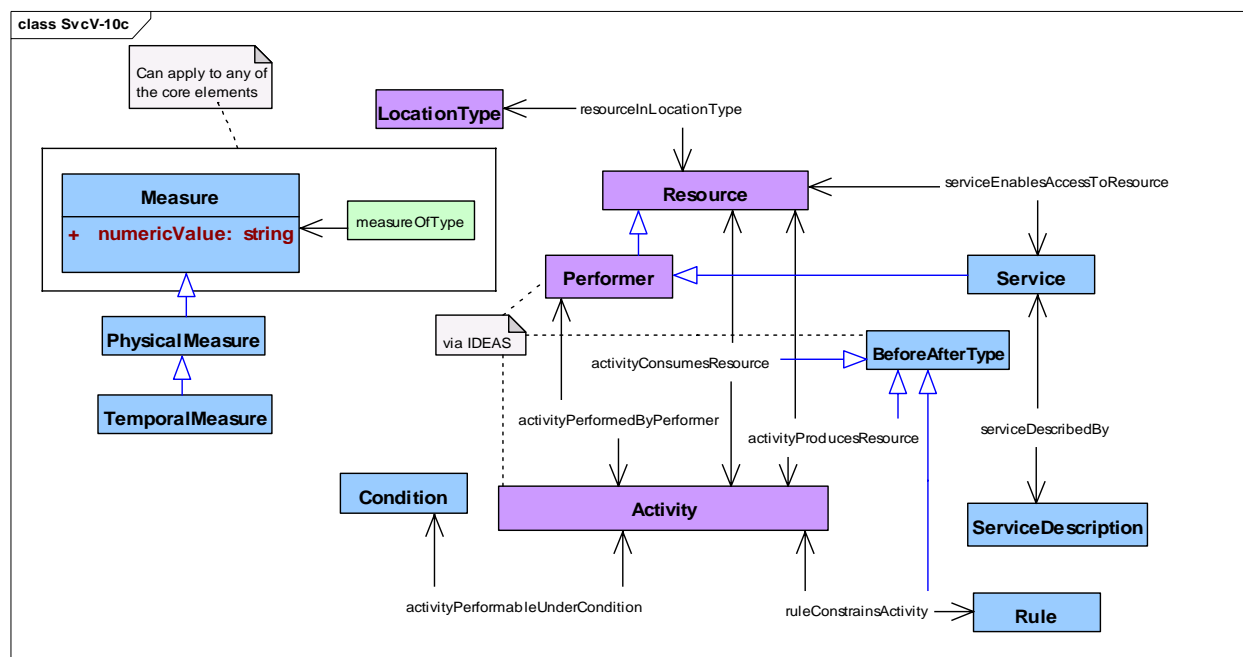 class SvcV-10c
Can apply to any of
the core elements
LocationType
resourceInLocationType
Measure
+ numericValue: string
measureOfType
Resource
serviceEnablesAccessToResource
Performer
Service
PhysicalMeasure
via IDEAS
BeforeAfterType
activityConsumesResource
TemporalMeasure
activityPerformedByPerformer
activityProducesResource
serviceDescribedBy
Condition
Activity
ServiceDescription
activityPerformableUnderCondition
ruleConstrainsActivity
Rule